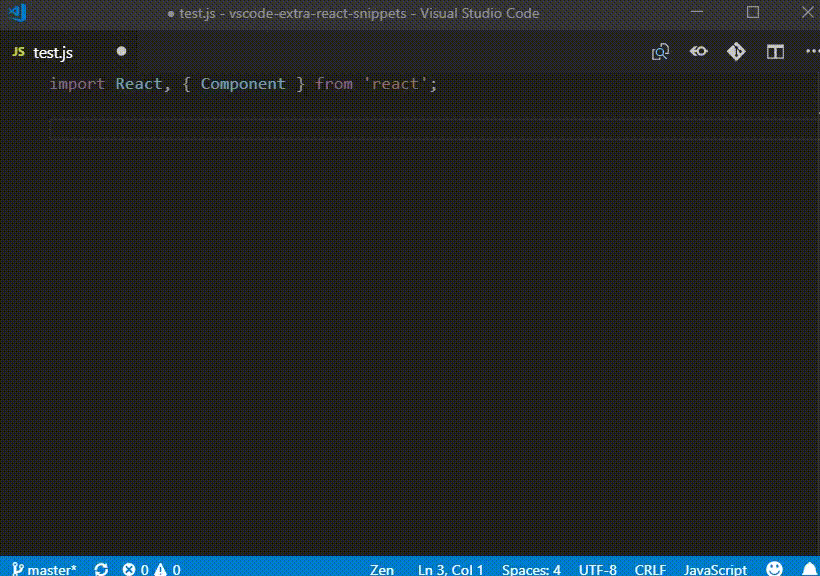 ● test.js - vscode-extra-react-snippets - Visual Studio Code
JS test.js ●
import React, { Component } from 'react';
master* 0 0 Zen Ln 3, Col 1 Spaces: 4 UTF-8 CRLF JavaScript